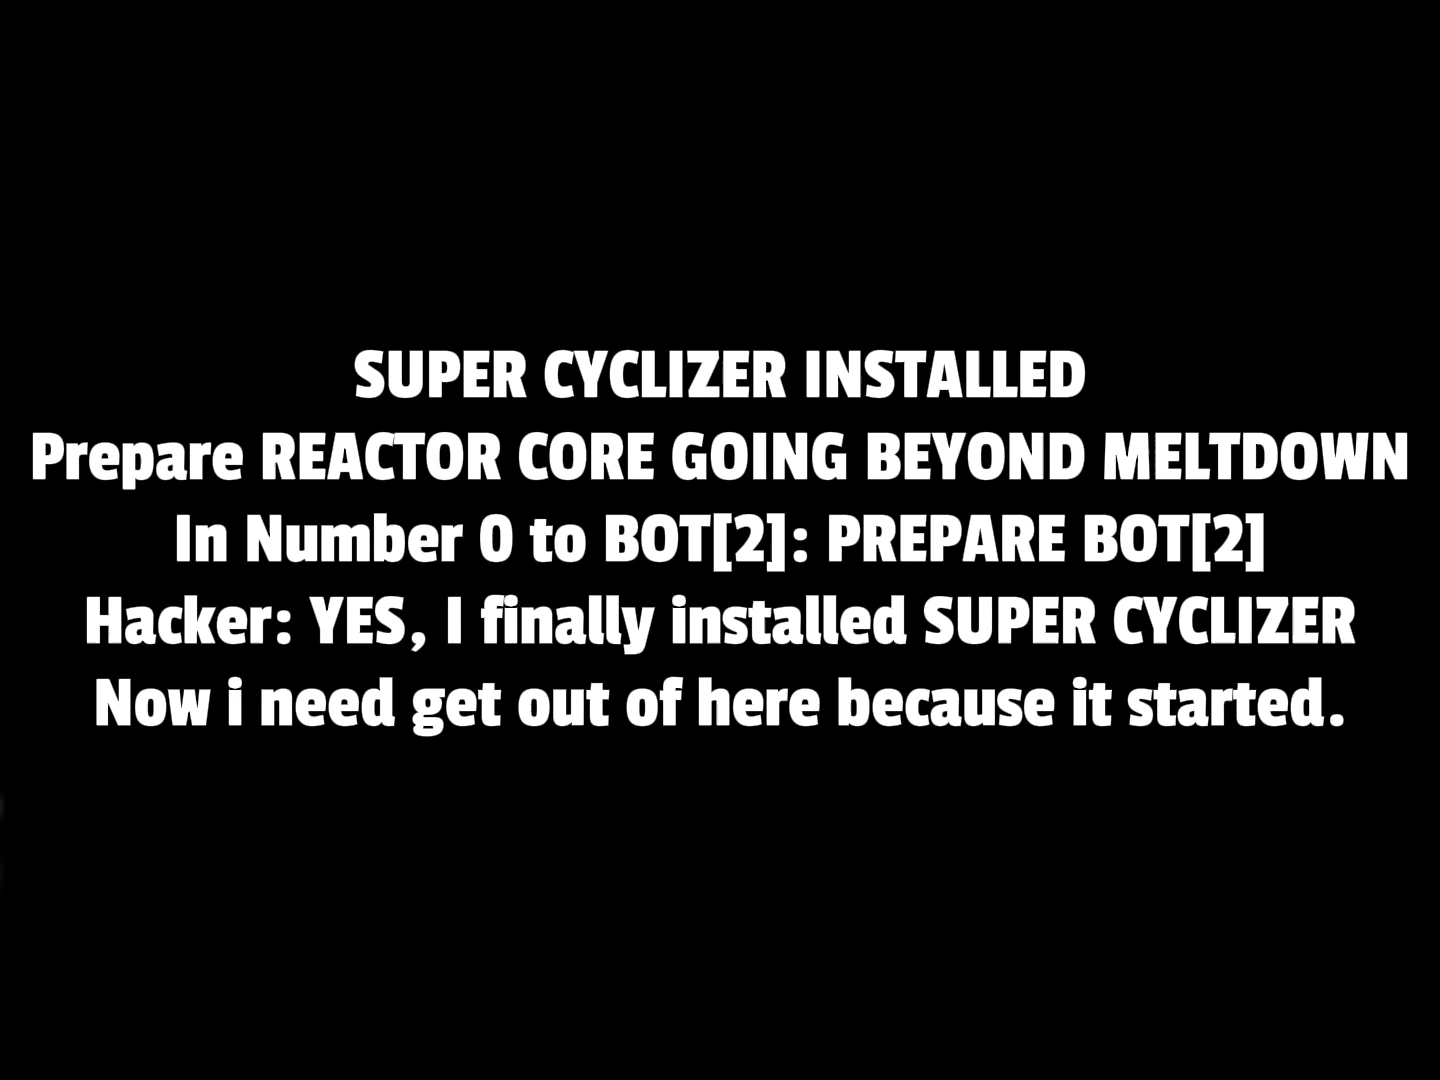 SUPER CYCLIZER INSTALLED
Prepare REACTOR CORE GOING BEYOND MELTDOWN
In Number 0 to BOT[2]: PREPARE BOT[2]
Hacker: YES, I finally installed SUPER CYCLIZER
Now i need get out of here because it started.